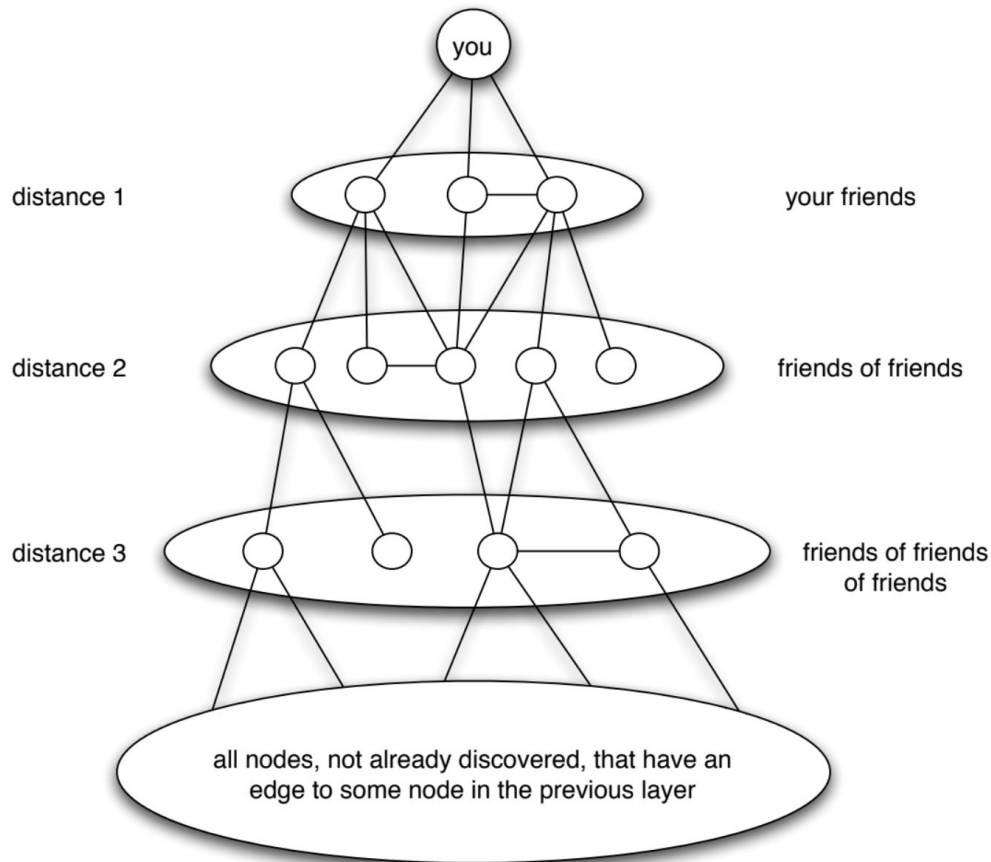 you
distance 1
your friends
distance 2
friends of friends
distance 3
friends of friends
of friends
all nodes, not already discovered, that have an
edge to some node in the previous layer